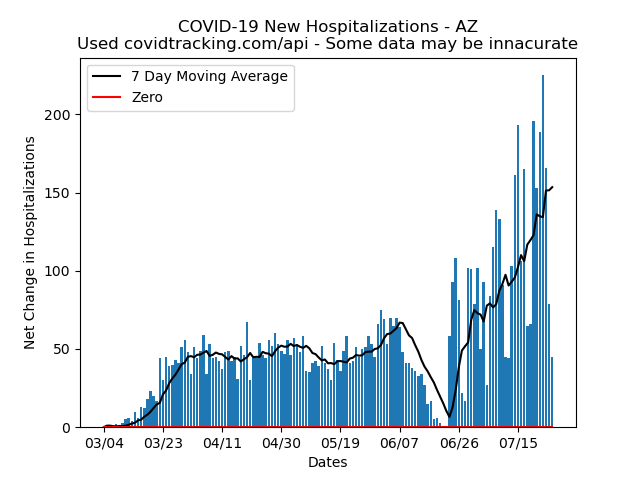 COVID-19 New Hospitalizations - AZ
Used covidtracking.com/api - Some data may be innacurate
7 Day Moving Average
Zero
Net Change in Hospitalizations
200
150
100
50
0
03/04 03/23 04/11 04/30 05/19 06/07 06/26 07/15
Dates